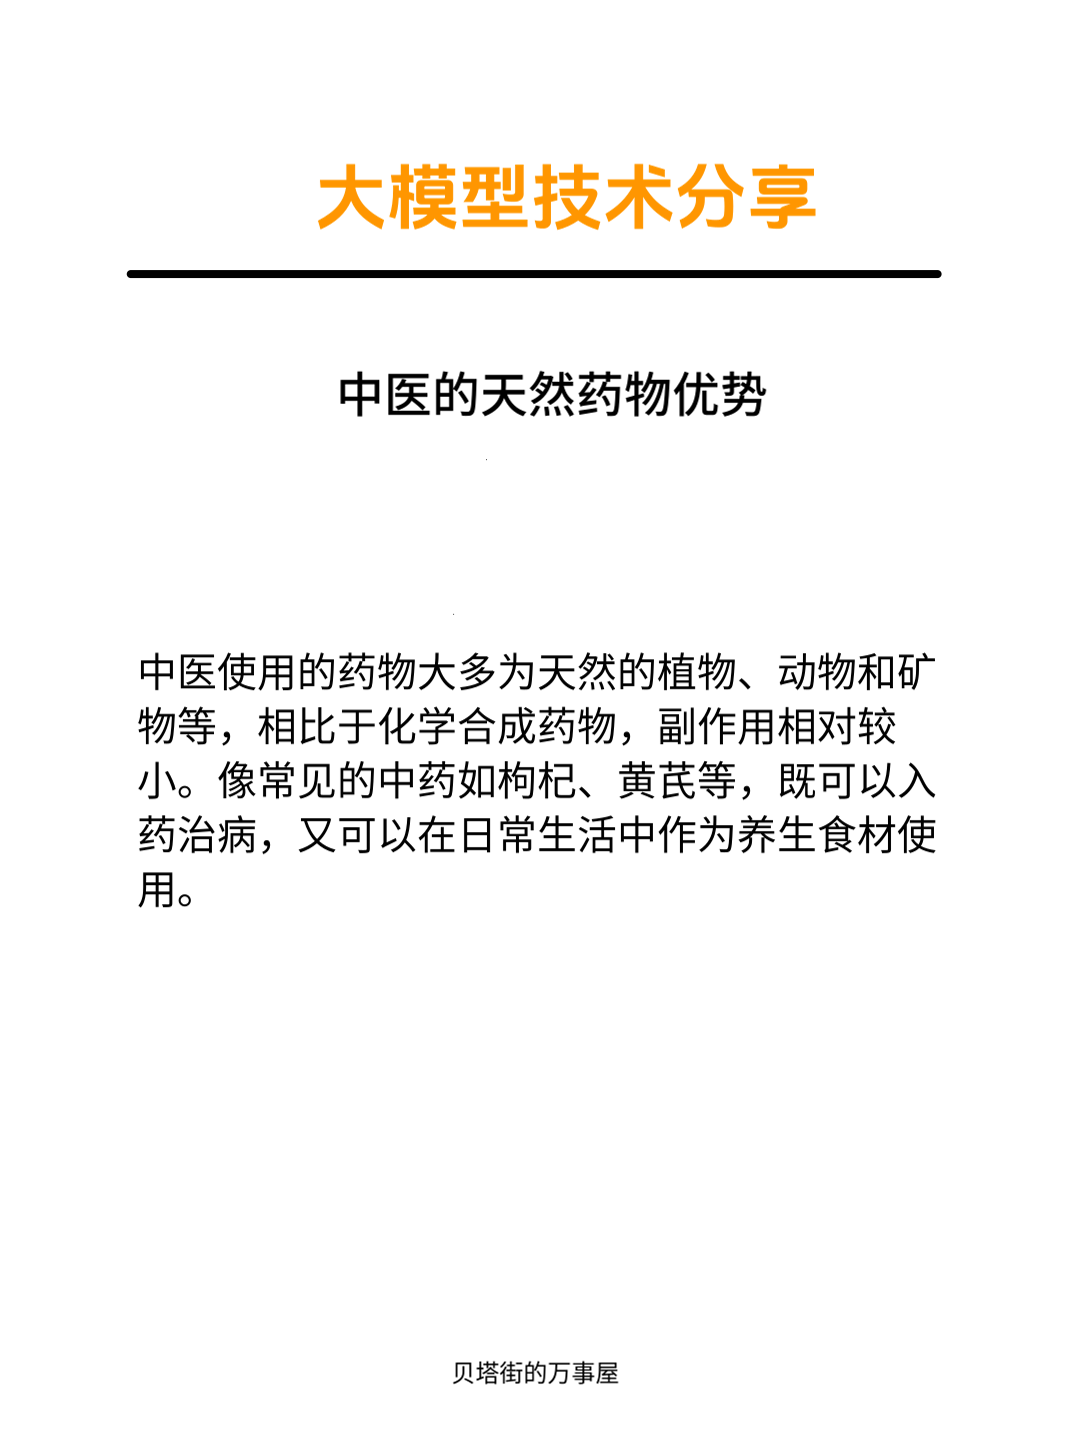 大模型技术分享
中医的天然药物优势
中医使用的药物大多为天然的植物、动物和矿
物等，相比于化学合成药物，副作用相对较
小。像常见的中药如枸杞、黄芪等，既可以入
药治病，又可以在日常生活中作为养生食材使
用。
贝塔街的万事屋